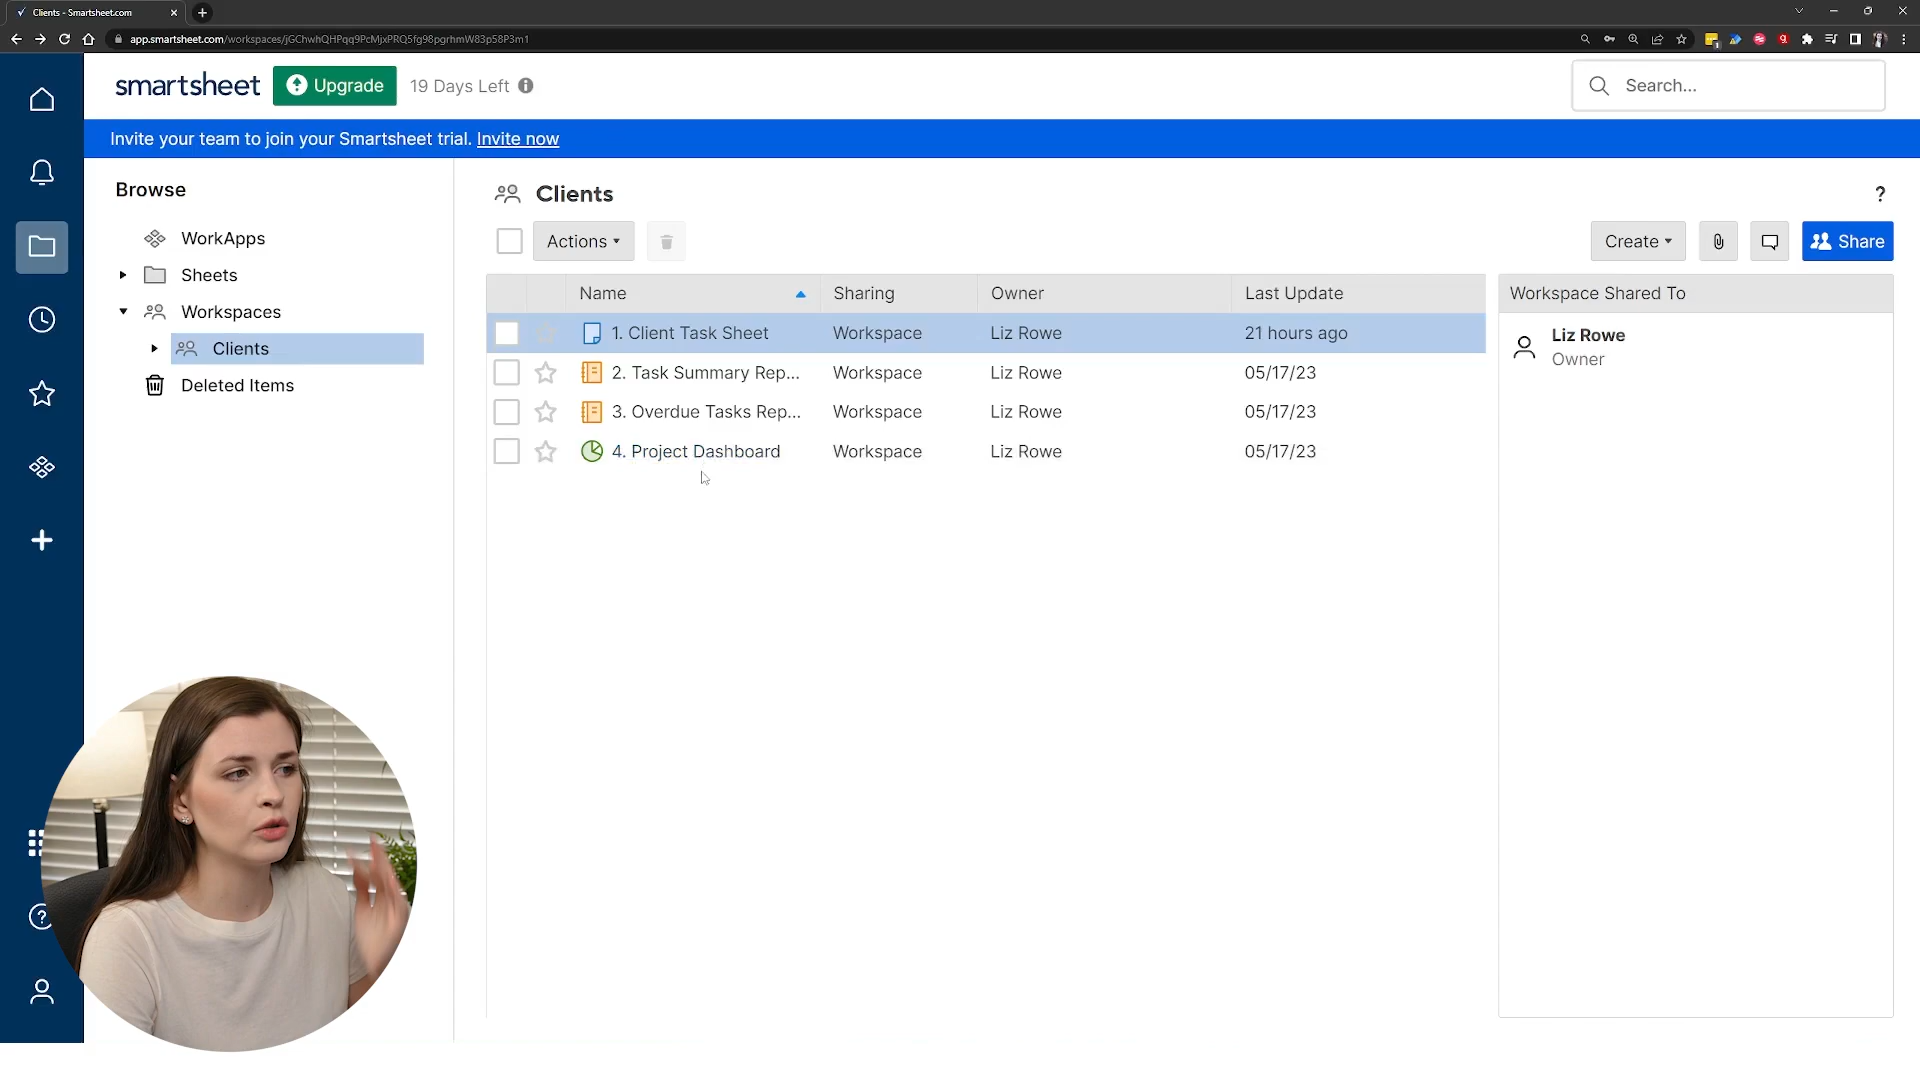 Clients - Smartsheet.com
app.smartsheet.com/workspaces/jGChwhQHPqq9PcMjxPRQ5fg98pgrhmW83p58P3m1
smartsheet
Upgrade
19 Days Left
Search...
Invite your team to join your Smartsheet trial. Invite now
Browse
WorkApps
Sheets
Workspaces
Clients
Deleted Items
Clients
?
Actions
Create
Share
Name Sharing Owner Last Update
1. Client Task Sheet Workspace Liz Rowe 21 hours ago
2. Task Summary Rep... Workspace Liz Rowe 05/17/23
3. Overdue Tasks Rep... Workspace Liz Rowe 05/17/23
4. Project Dashboard Workspace Liz Rowe 05/17/23
Workspace Shared To
Liz Rowe
Owner
?